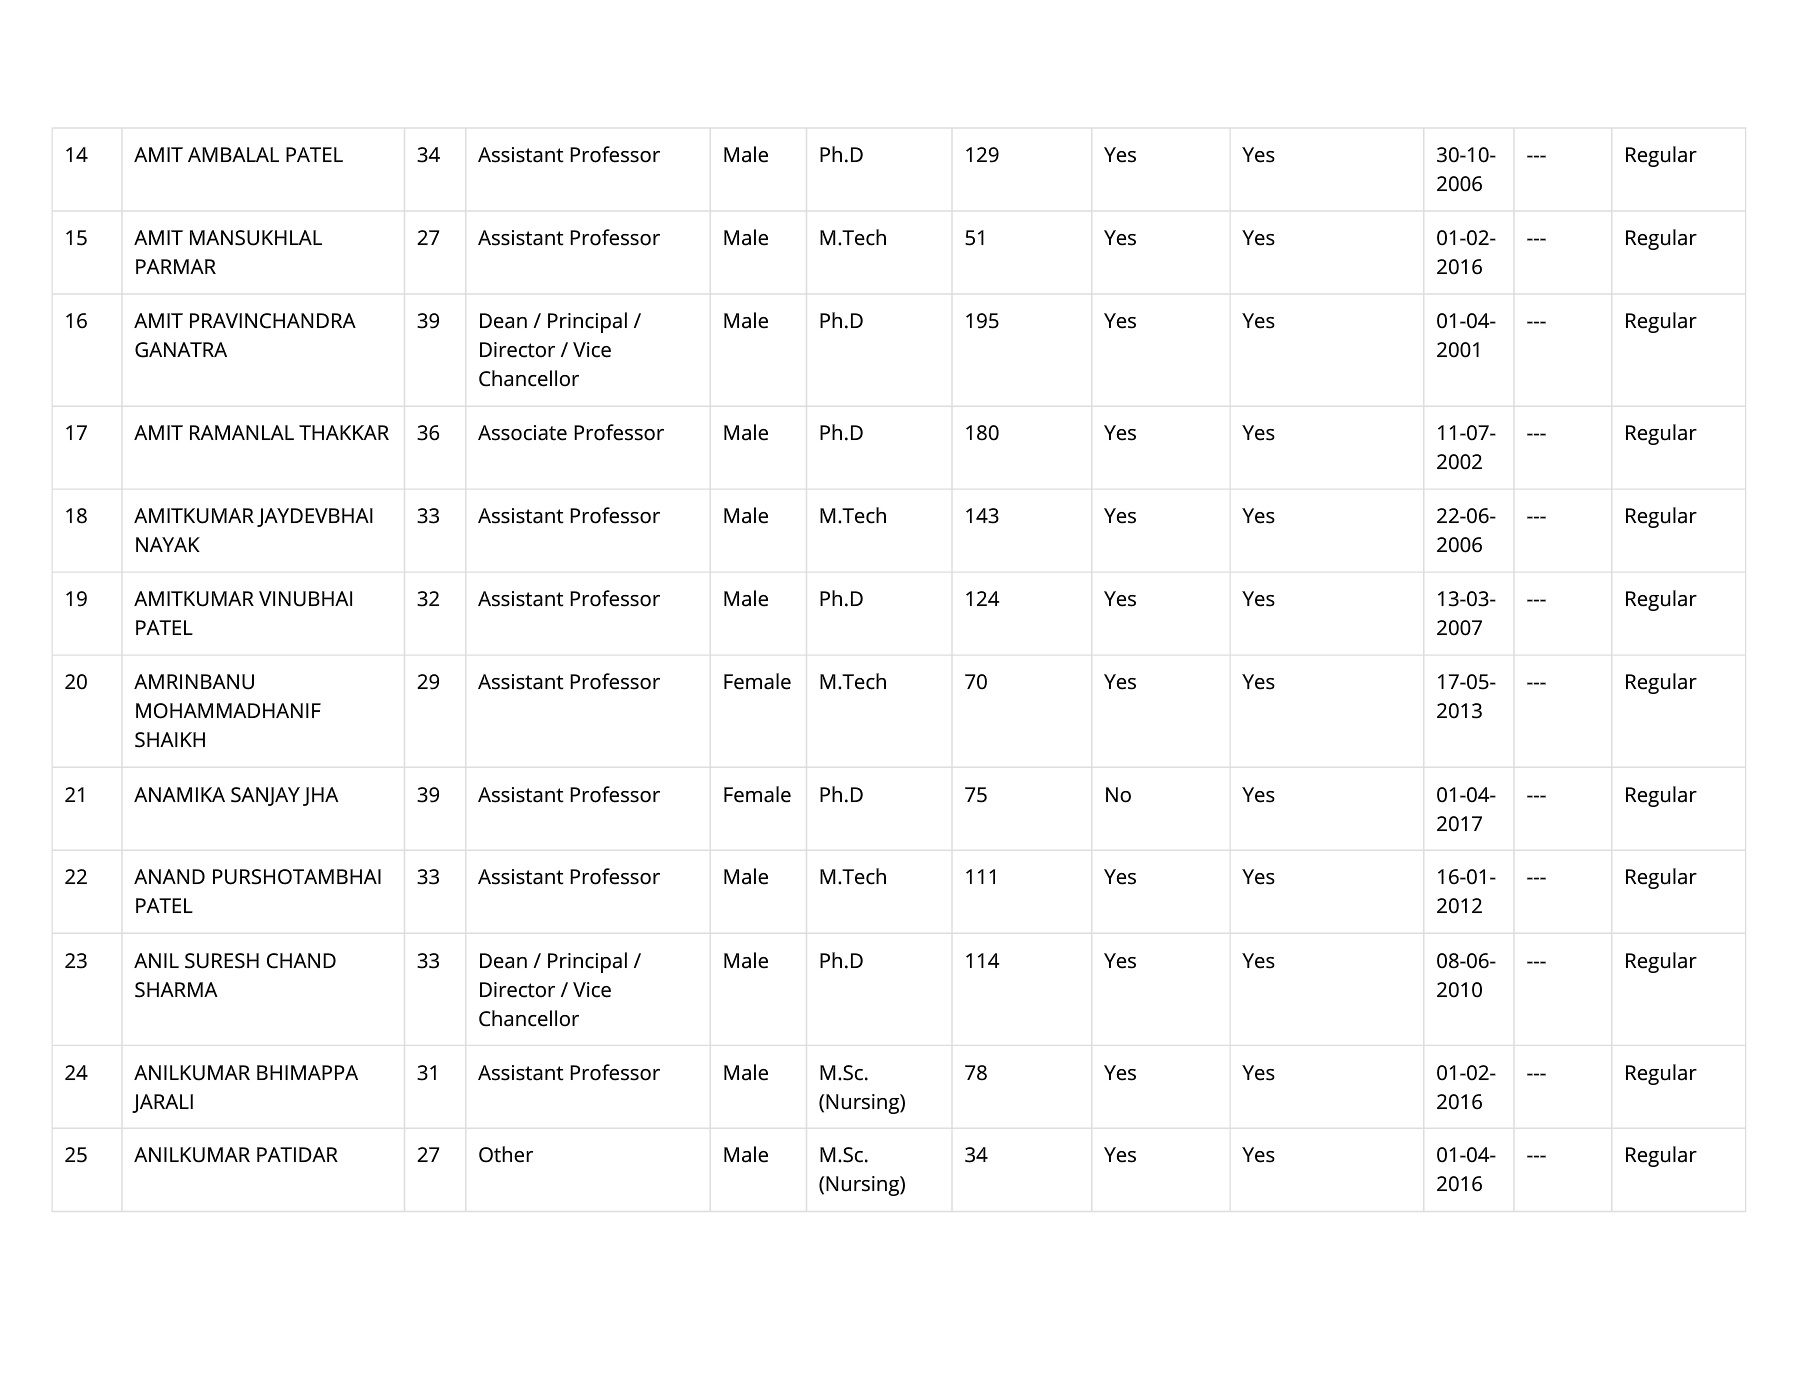 14 AMIT AMBALAL PATEL 34 Assistant Professor Male Ph.D 129 Yes Yes 30-10- --- Regular
2006
15 AMIT MANSUKHLAL 27 Assistant Professor Male M.Tech 51 Yes Yes 01-02- --- Regular
PARMAR 2016
16 AMIT PRAVINCHANDRA 39 Dean / Principal / Male Ph.D 195 Yes Yes 01-04- --- Regular
GANATRA Director / Vice 2001
Chancellor
17 AMIT RAMANLAL THAKKAR 36 Associate Professor Male Ph.D 180 Yes Yes 11-07- --- Regular
2002
18 AMITKUMAR JAYDEVBHAI 33 Assistant Professor Male M.Tech 143 Yes Yes 22-06- --- Regular
NAYAK 2006
19 AMITKUMAR VINUBHAI 32 Assistant Professor Male Ph.D 124 Yes Yes 13-03- --- Regular
PATEL 2007
20 AMRINBANU 29 Assistant Professor Female M.Tech 70 Yes Yes 17-05- --- Regular
MOHAMMADHANIF 2013
SHAIKH
21 ANAMIKA SANJAY JHA 39 Assistant Professor Female Ph.D 75 No Yes 01-04- --- Regular
2017
22 ANAND PURSHOTAMBHAI 33 Assistant Professor Male M.Tech 111 Yes Yes 16-01- --- Regular
PATEL 2012
23 ANIL SURESH CHAND 33 Dean / Principal / Male Ph.D 114 Yes Yes 08-06- --- Regular
SHARMA Director / Vice 2010
Chancellor
24 ANILKUMAR BHIMAPPA 31 Assistant Professor Male M.Sc. 78 Yes Yes 01-02- --- Regular
JARALI (Nursing) 2016
25 ANILKUMAR PATIDAR 27 Other Male M.Sc. 34 Yes Yes 01-04- --- Regular
(Nursing) 2016